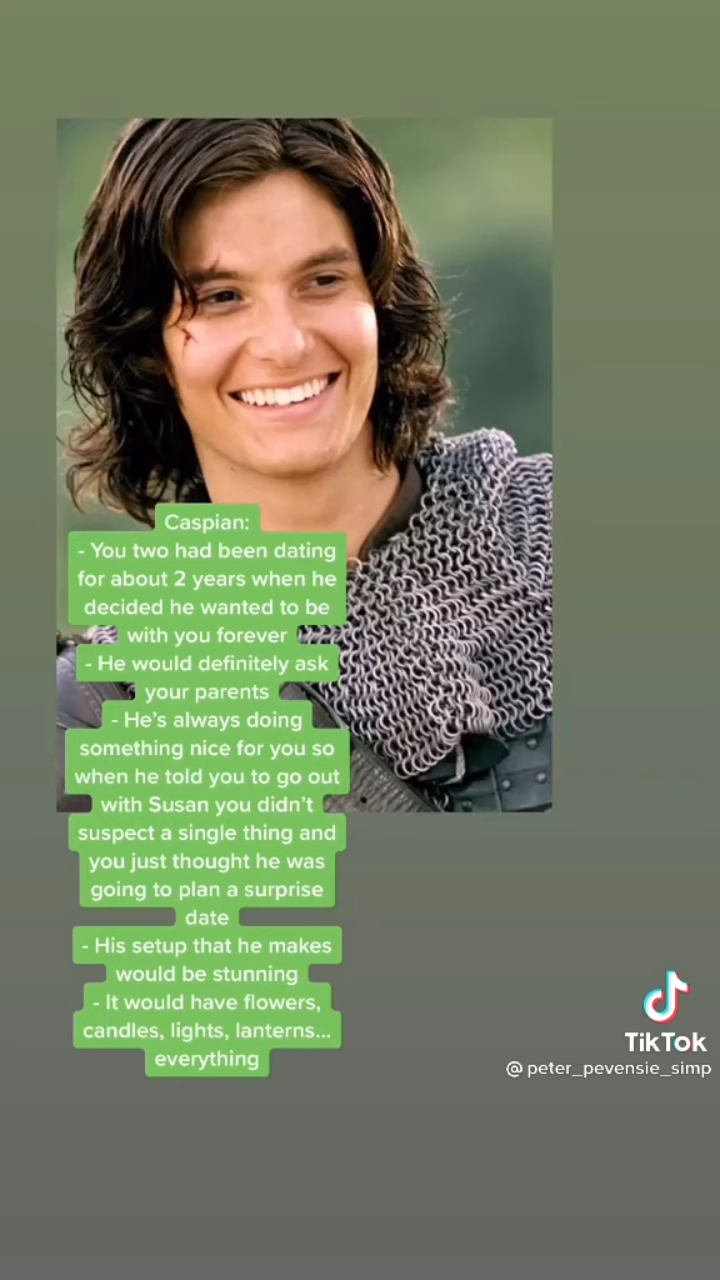 Caspian:
- You two had been dating
for about 2 years when he
decided he wanted to be
with you forever
- He would definitely ask
your parents
- He’s always doing
something nice for you so
when he told you to go out
with Susan you didn’t
suspect a single thing and
you just thought he was
going to plan a surprise
date
- His setup that he makes
would be stunning
- It would have flowers,
candles, lights, lanterns...
everything
TikTok
@peter_pevensie_simp